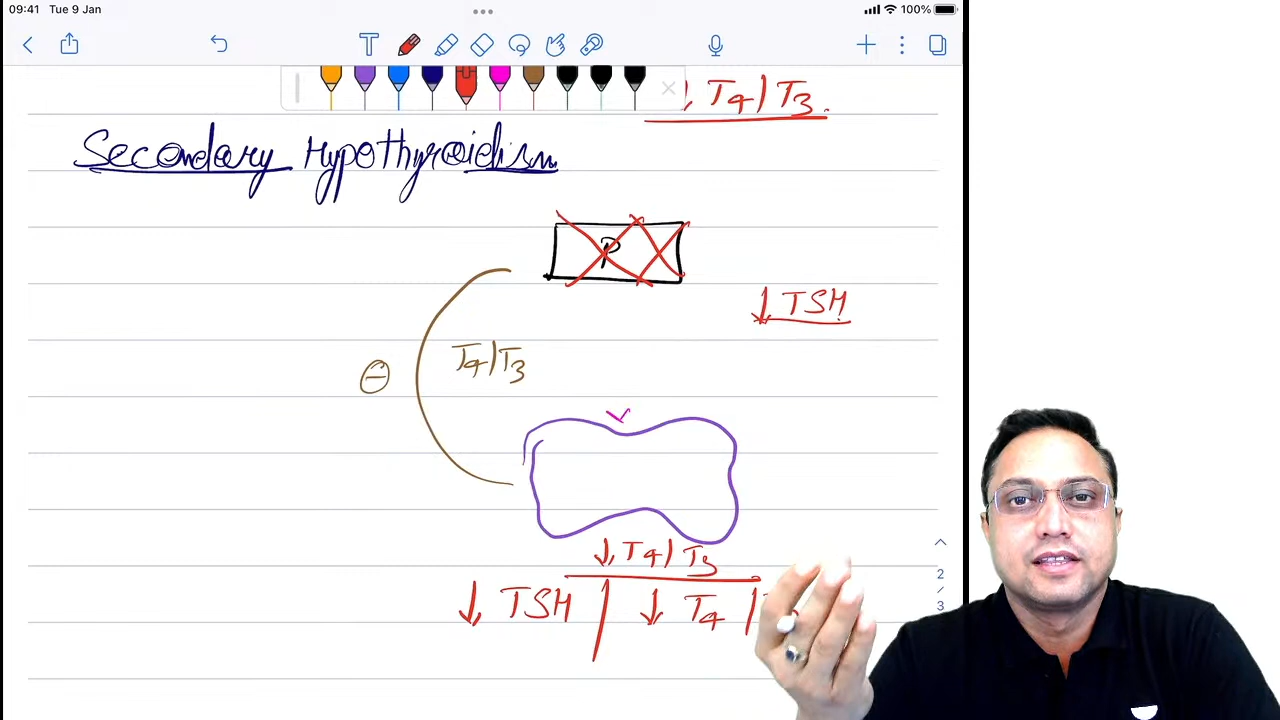 09:41 Tue 9 Jan
100%
T
↓ T4/T3.
Secondary Hypothyroidism
P
↓ TSH
⊖ T4/T3
↓ T4/T3
↓ TSH | ↓ T4 |
2
/
3